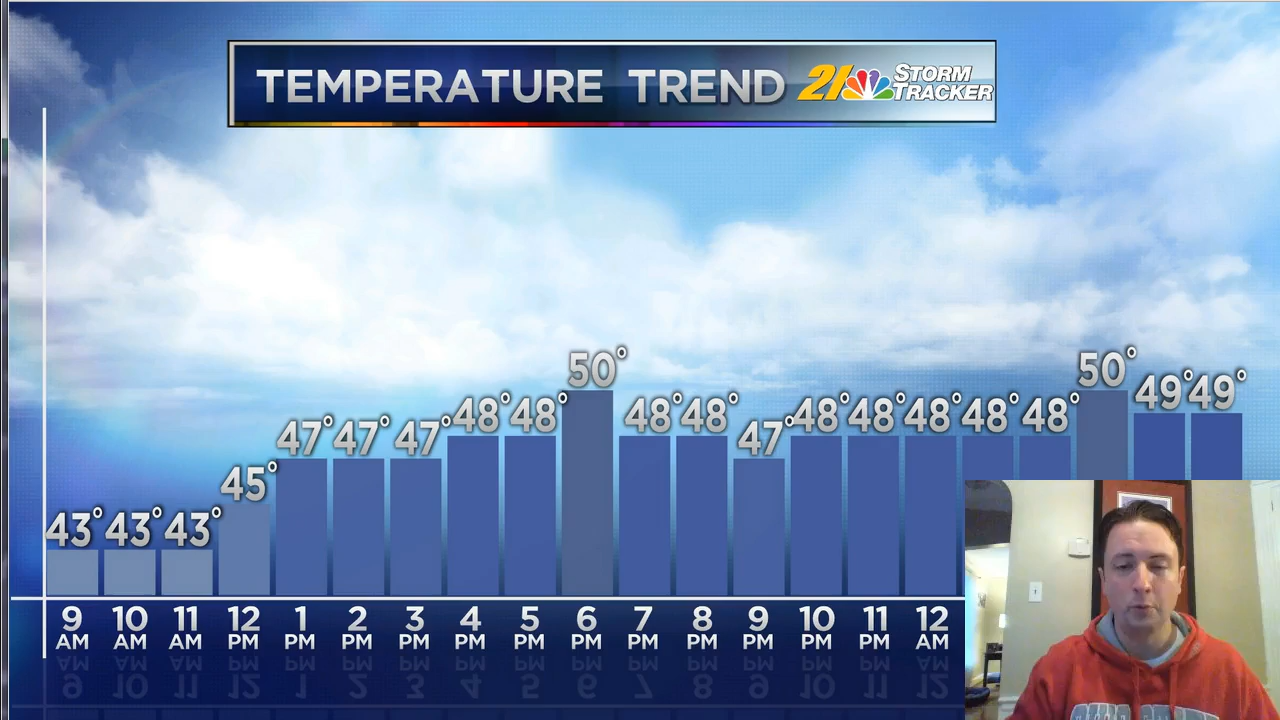 TEMPERATURE TREND 21 STORM TRACKER
50° 50°
49° 49°
47° 47° 47° 48° 48° 48° 48° 47° 48° 48° 48° 48° 48°
45°
43° 43° 43°
9 10 11 12 1 2 3 4 5 6 7 8 9 10 11 12
AM AM AM PM PM PM PM PM PM PM PM PM PM PM PM AM